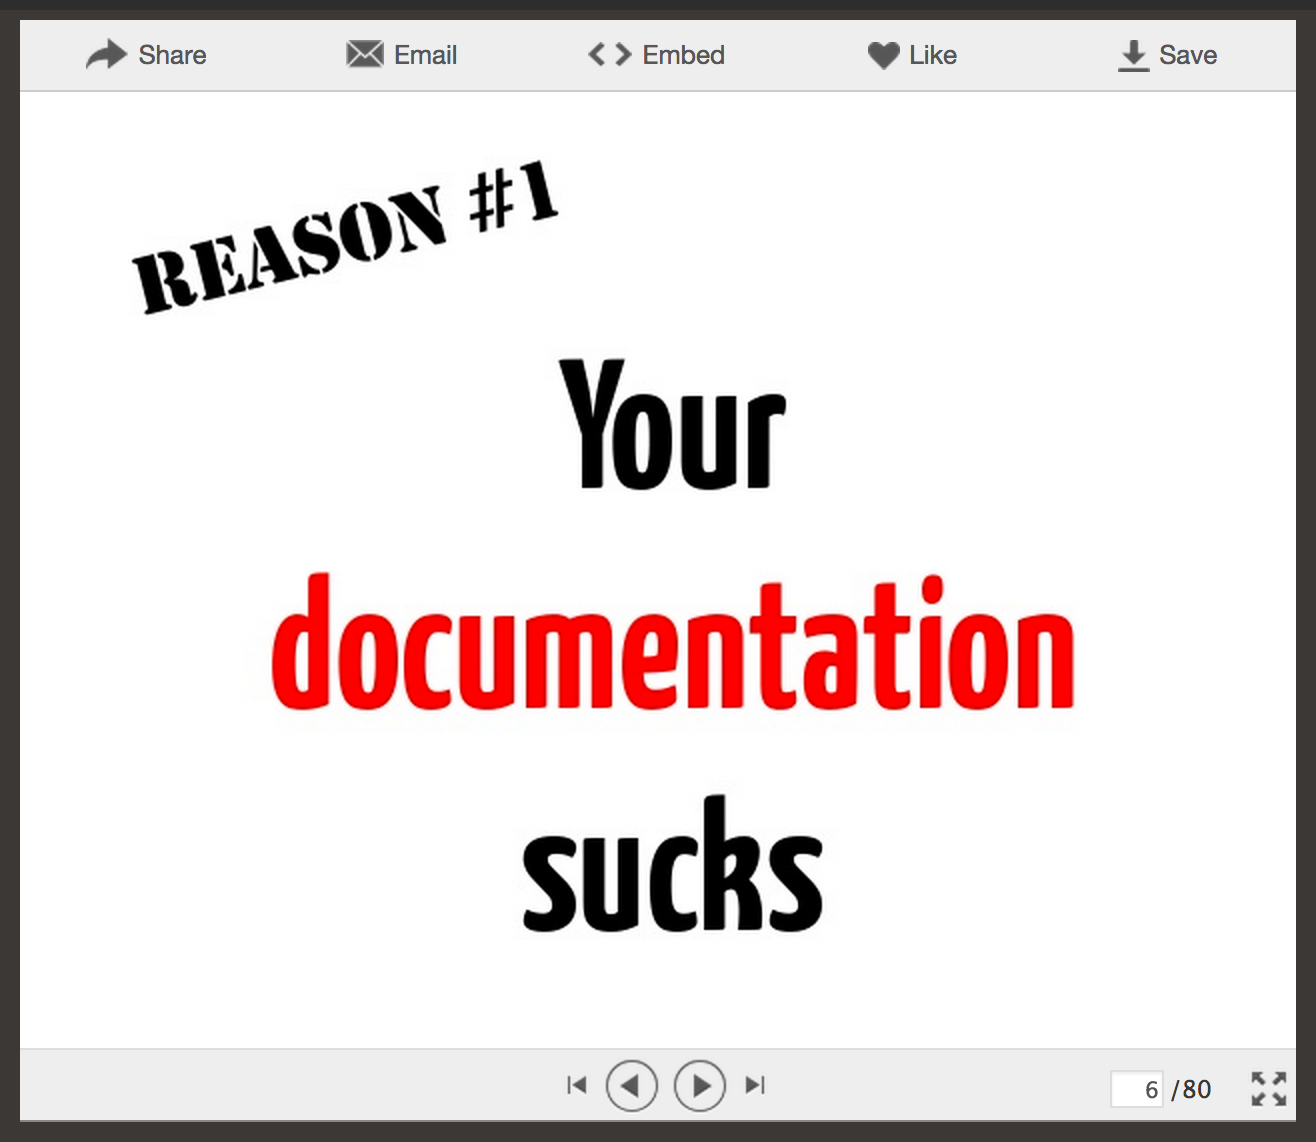 Share Email Embed Like Save
REASON #1
Your
documentation
sucks
6 /80